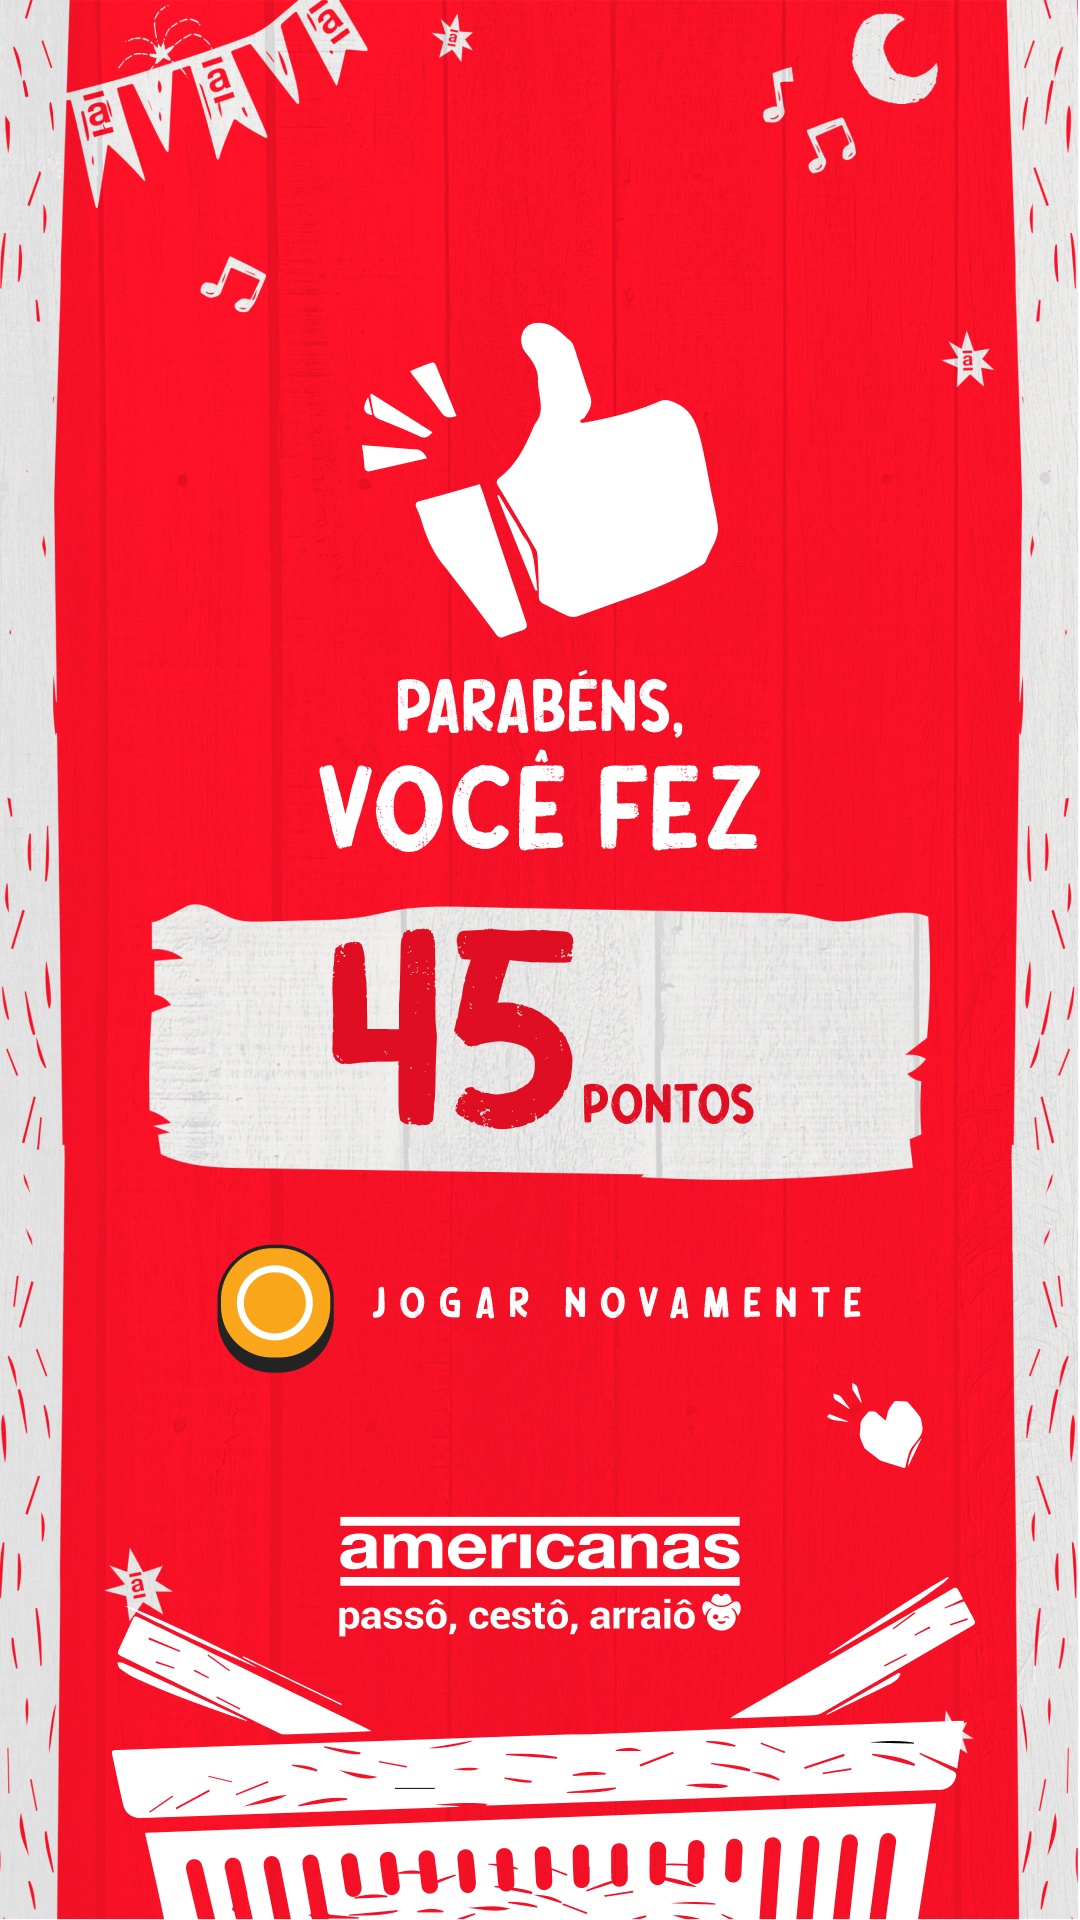 ā
ā
ā
ā
ā
PARABÉNS,
VOCÊ FEZ
45 PONTOS
JOGAR NOVAMENTE
americanas
passô, cestô, arraiô
ā